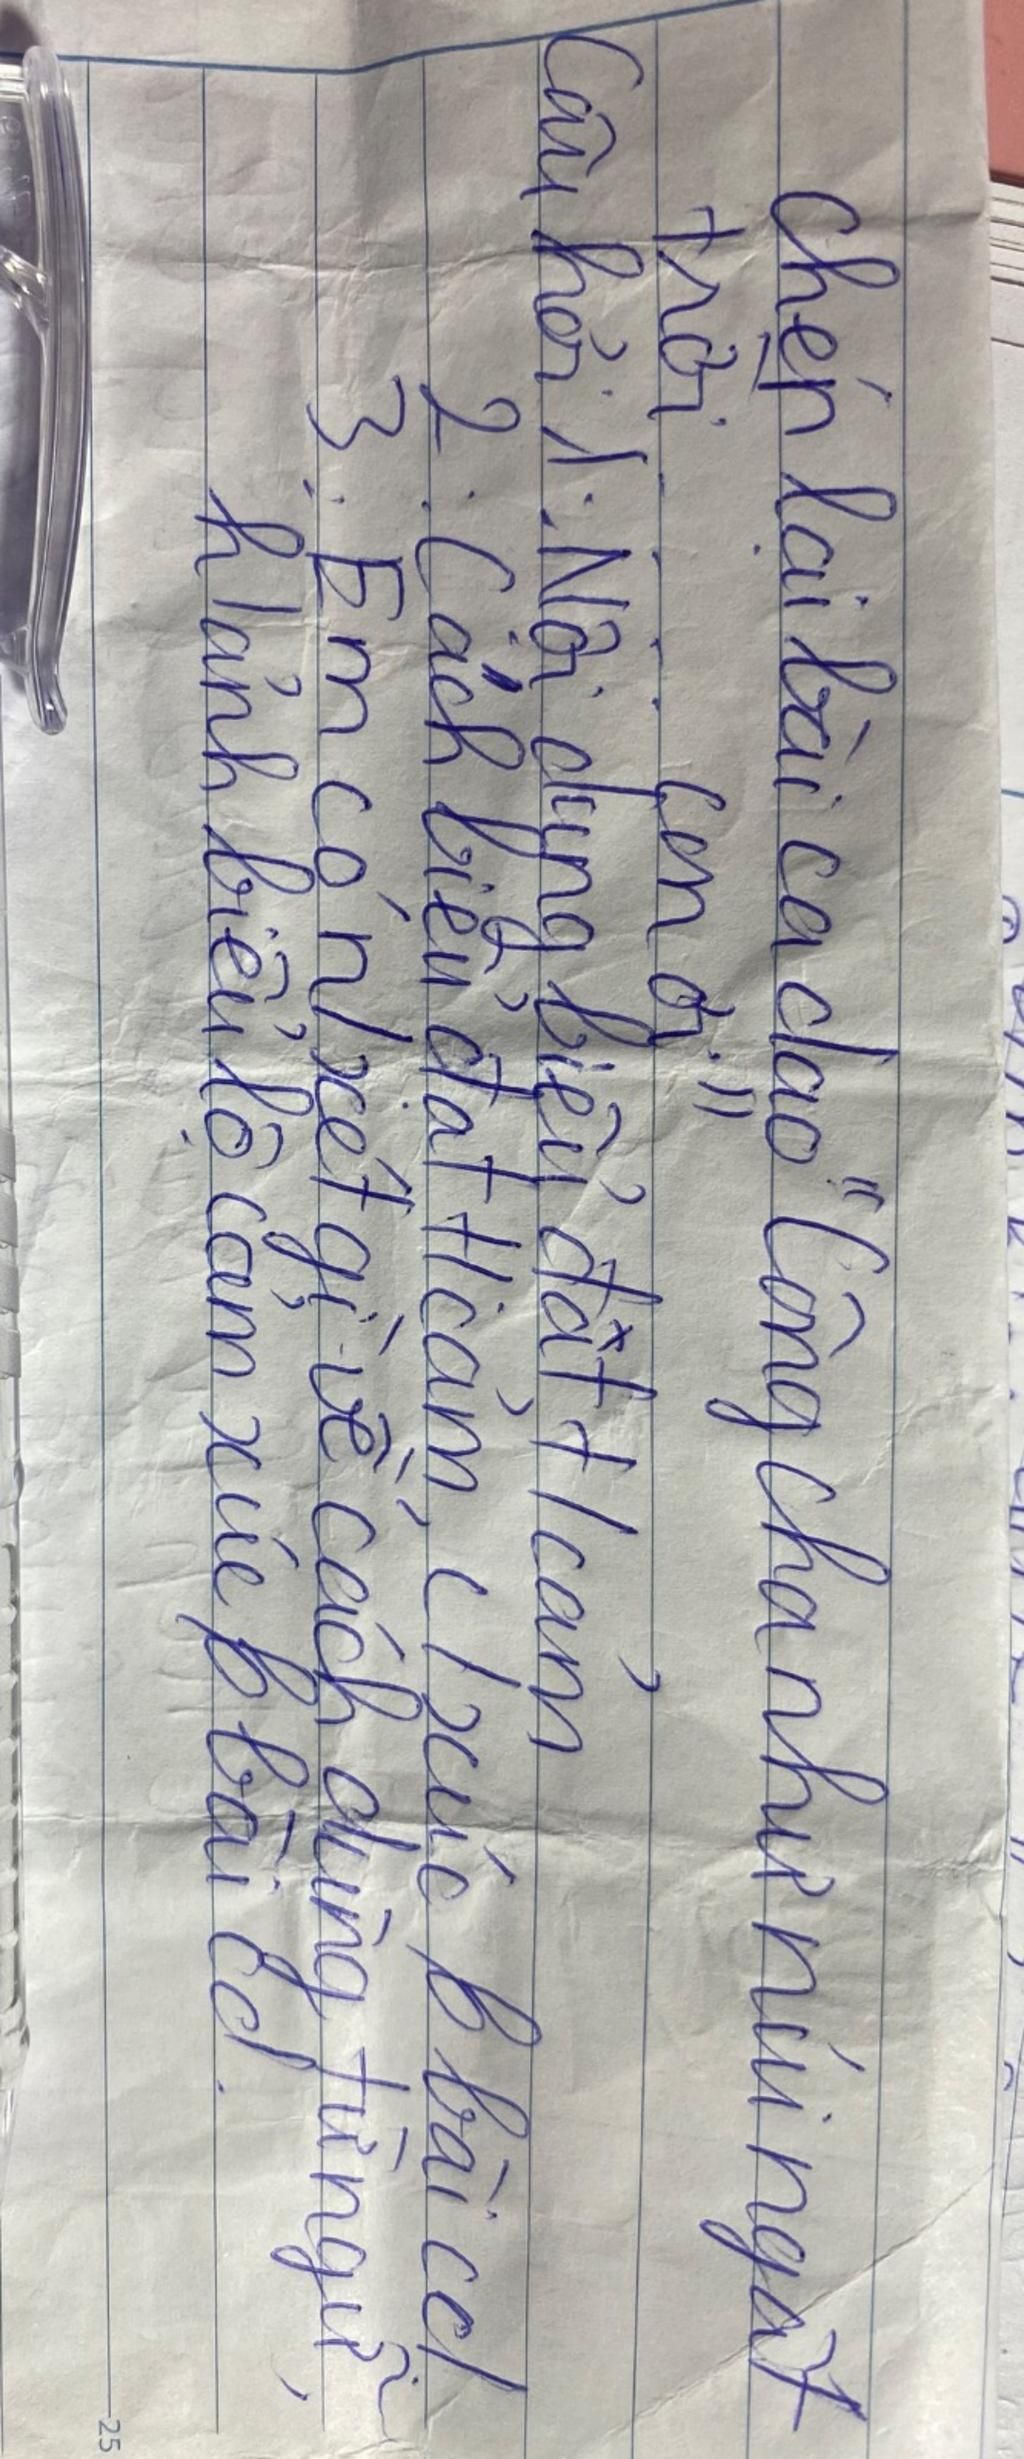 Chép lại bài ca dao "Công cha như núi ngất
trời . . . . . con ơi."
Câu hỏi 1. Nội dung biểu đạt t/cảm
2. Cách biểu đạt t/cảm, c/xúc b bài cd
3. Em có n/xét gì về cách dùng từ ngữ,
h/ảnh biểu lộ cảm xúc b bài cd.
25